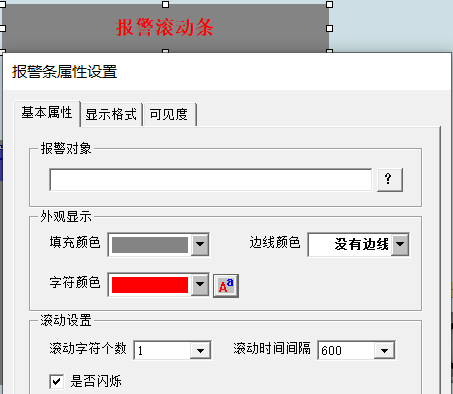 报警滚动条
报警条属性设置
基本属性 显示格式 可见度
报警对象
?
外观显示
填充颜色 边线颜色 没有边线
字符颜色 Aa
滚动设置
滚动字符个数 1 滚动时间间隔 600
是否闪烁